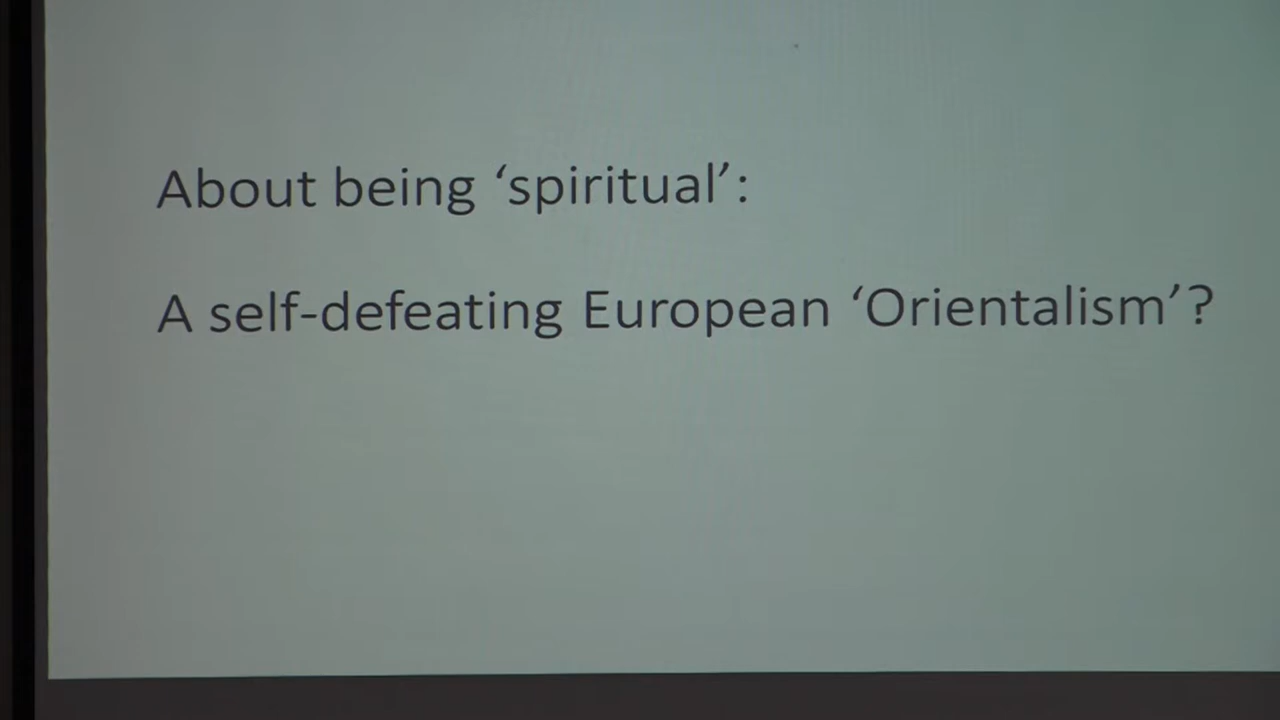 About being ‘spiritual’:
A self-defeating European ‘Orientalism’?